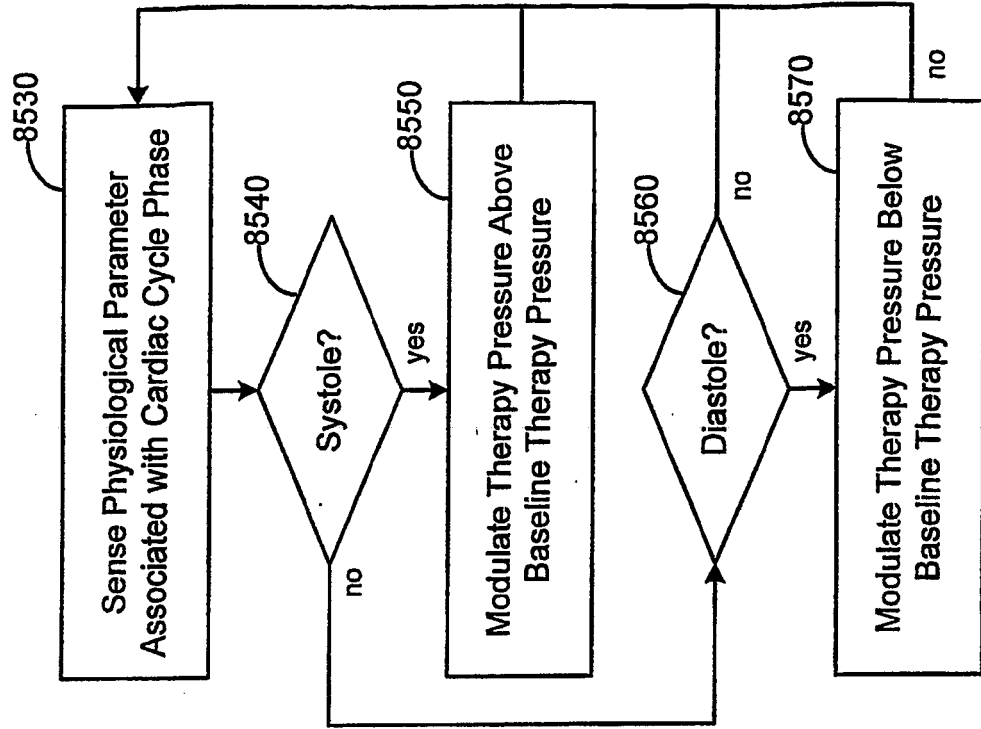 8530
Sense Physiological Parameter
Associated with Cardiac Cycle Phase
8540
Systole?
yes
no
8550
Modulate Therapy Pressure Above
Baseline Therapy Pressure
8560
Diastole?
no
yes
8570
Modulate Therapy Pressure Below
Baseline Therapy Pressure
no